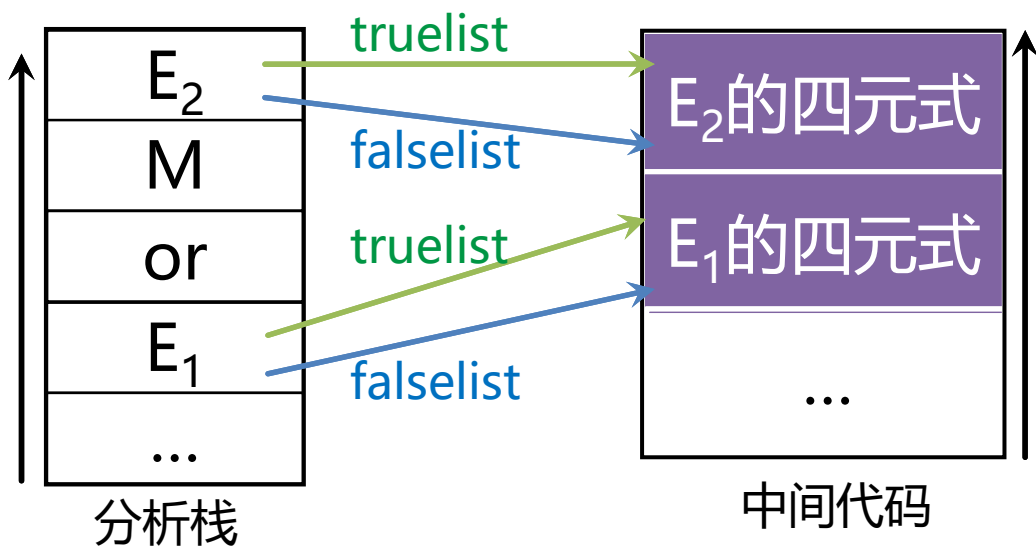 E₂
M
or
E₁
...
分析栈
truelist
falselist
truelist
falselist
E₂的四元式
E₁的四元式
...
中间代码